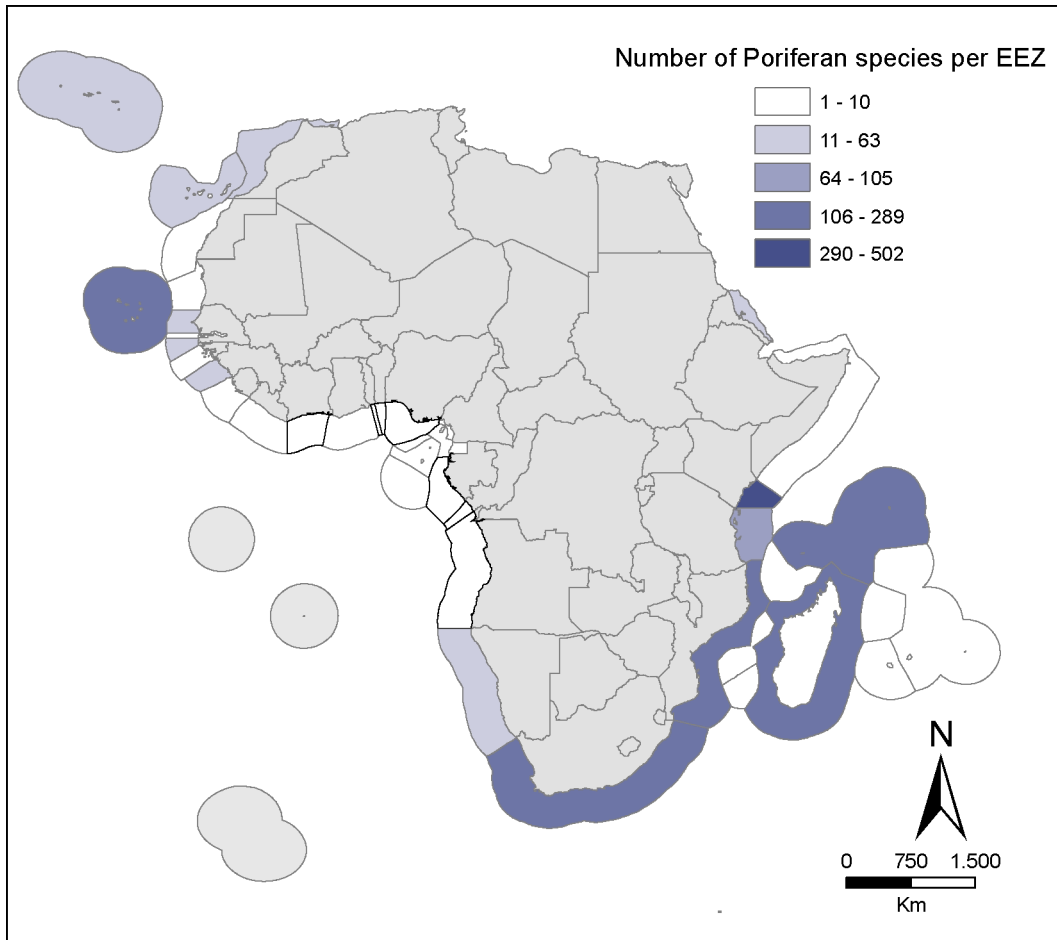 Number of Poriferan species per EEZ
1 - 10
11 - 63
64 - 105
106 - 289
290 - 502
N
0 750 1.500
Km